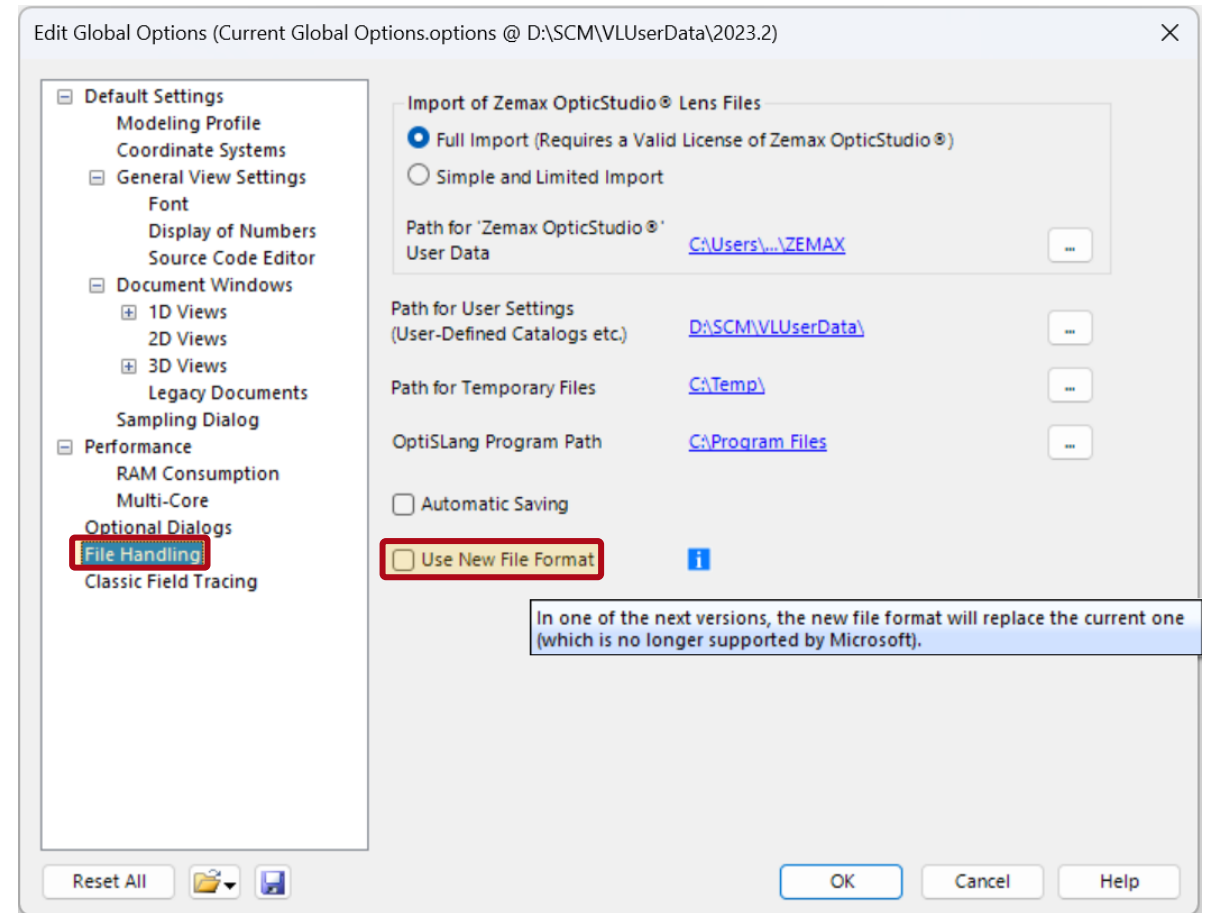 Edit Global Options (Current Global Options.options @ D:\SCM\VLUserData\2023.2)
Default Settings
Modeling Profile
Coordinate Systems
General View Settings
Font
Display of Numbers
Source Code Editor
Document Windows
1D Views
2D Views
3D Views
Legacy Documents
Sampling Dialog
Performance
RAM Consumption
Multi-Core
Optional Dialogs
File Handling
Classic Field Tracing
Import of Zemax OpticStudio® Lens Files
Full Import (Requires a Valid License of Zemax OpticStudio®)
Simple and Limited Import
Path for 'Zemax OpticStudio®'
User Data
C:\Users\...\ZEMAX
...
Path for User Settings
(User-Defined Catalogs etc.)
D:\SCM\VLUserData\
...
Path for Temporary Files
C:\Temp\
...
OptiSLang Program Path
C:\Program Files
...
Automatic Saving
Use New File Format
i
In one of the next versions, the new file format will replace the current one
(which is no longer supported by Microsoft).
Reset All
OK
Cancel
Help